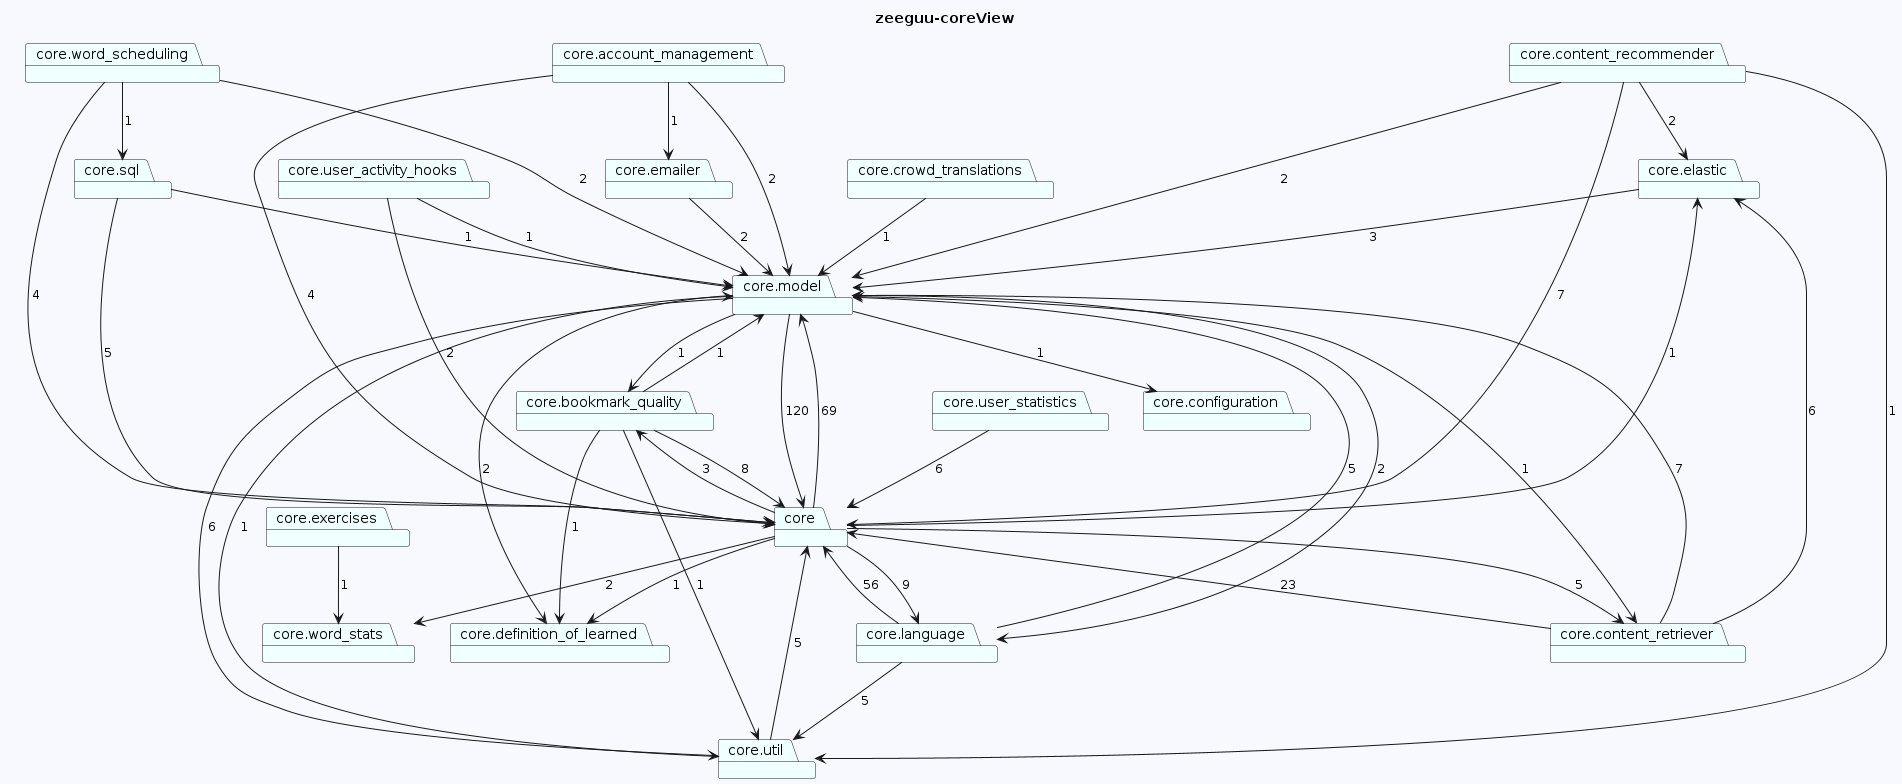 zeeguu-coreView
core.word_scheduling
core.account_management
core.content_recommender
1
1
2
core.sql
core.user_activity_hooks
core.emailer
core.crowd_translations
core.elastic
2
2
2
1
1
2
1
3
core.model
4
4
7
5
2
1
1
1
1
core.bookmark_quality
core.user_statistics
core.configuration
120
69
6
1
2
3
8
6
5
2
1
7
core.exercises
core
6
1
1
1
2
1
1
56
9
23
5
core.word_stats
core.definition_of_learned
core.language
core.content_retriever
5
5
core.util